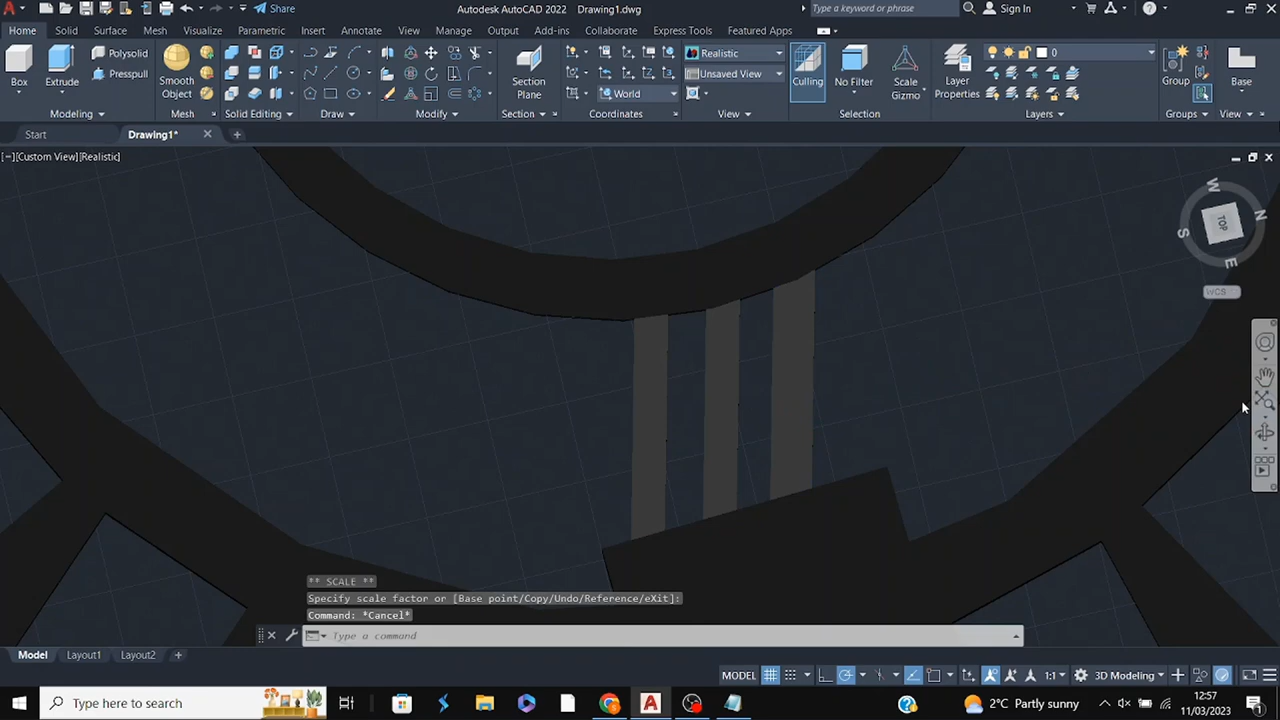 Share
Autodesk AutoCAD 2022 Drawing1.dwg
Type a keyword or phrase
Sign In
Home Solid Surface Mesh Visualize Parametric Insert Annotate View Manage Output Add-ins Collaborate Express Tools Featured Apps
Box
Extrude
Polysolid
Presspull
Smooth
Object
Section
Plane
Realistic
Unsaved View
World
Culling
No Filter
Scale
Gizmo
Layer
Properties
0
Group
Base
Modeling Mesh Solid Editing Draw Modify Section Coordinates View Selection Layers Groups View
Start Drawing1* +
[−][Custom View][Realistic]
W
N
TOP
S
E
WCS
** SCALE **
Specify scale factor or [Base point/Copy/Undo/Reference/eXit]:
Command: *Cancel*
Type a command
Model Layout1 Layout2 +
MODEL 1:1 3D Modeling
Type here to search
2°C Partly sunny
12:57
11/03/2023